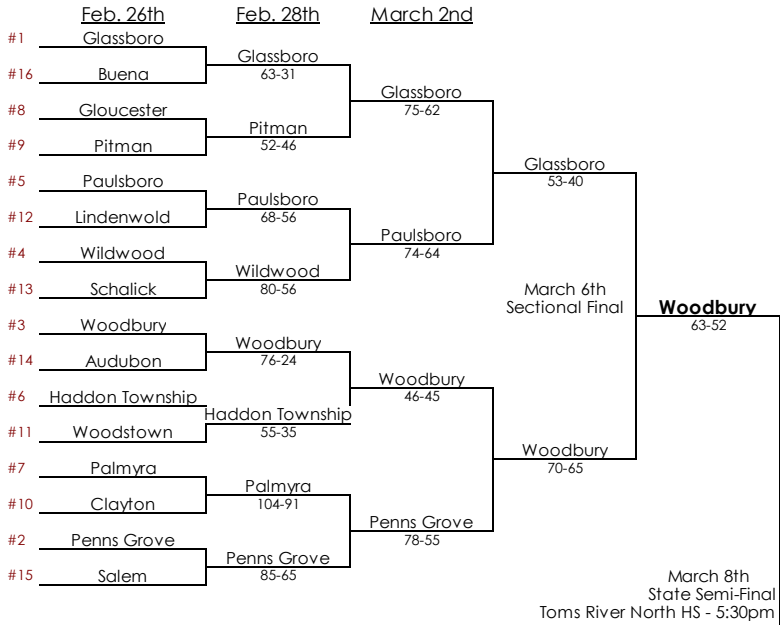 Feb. 26th Feb. 28th March 2nd
#1 Glassboro
Glassboro
63-31
#16 Buena
Glassboro
75-62
#8 Gloucester
Pitman
52-46
#9 Pitman
Glassboro
53-40
#5 Paulsboro
Paulsboro
68-56
#12 Lindenwold
Paulsboro
74-64
#4 Wildwood
Wildwood
80-56
#13 Schalick
March 6th
Sectional Final
Woodbury
63-52
#3 Woodbury
Woodbury
76-24
#14 Audubon
Woodbury
46-45
#6 Haddon Township
Haddon Township
55-35
#11 Woodstown
Woodbury
70-65
#7 Palmyra
Palmyra
104-91
#10 Clayton
Penns Grove
78-55
#2 Penns Grove
Penns Grove
85-65
#15 Salem
March 8th
State Semi-Final
Toms River North HS - 5:30pm